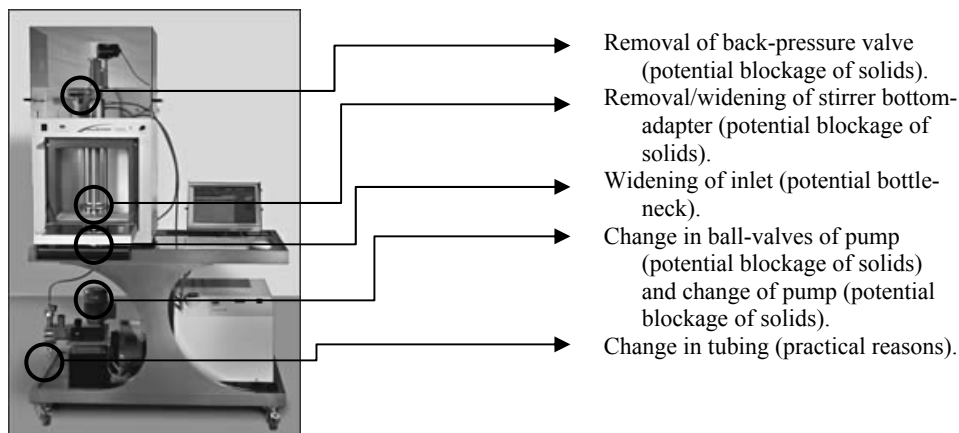 Removal of back-pressure valve
(potential blockage of solids).
Removal/widening of stirrer bottom-
adapter (potential blockage of
solids).
Widening of inlet (potential bottle-
neck).
Change in ball-valves of pump
(potential blockage of solids)
and change of pump (potential
blockage of solids).
Change in tubing (practical reasons).